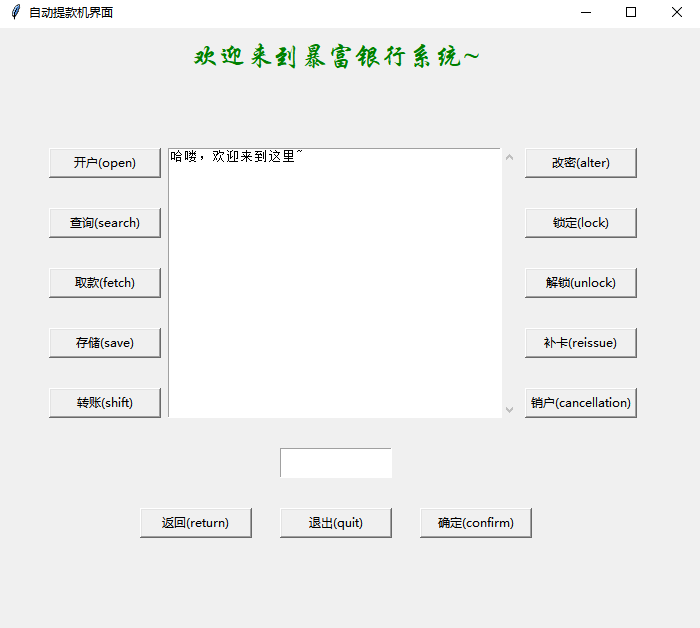 自动提款机界面
欢迎来到暴富银行系统~
开户(open)
哈喽，欢迎来到这里~
改密(alter)
查询(search)
锁定(lock)
取款(fetch)
解锁(unlock)
存储(save)
补卡(reissue)
转账(shift)
销户(cancellation)
返回(return)
退出(quit)
确定(confirm)